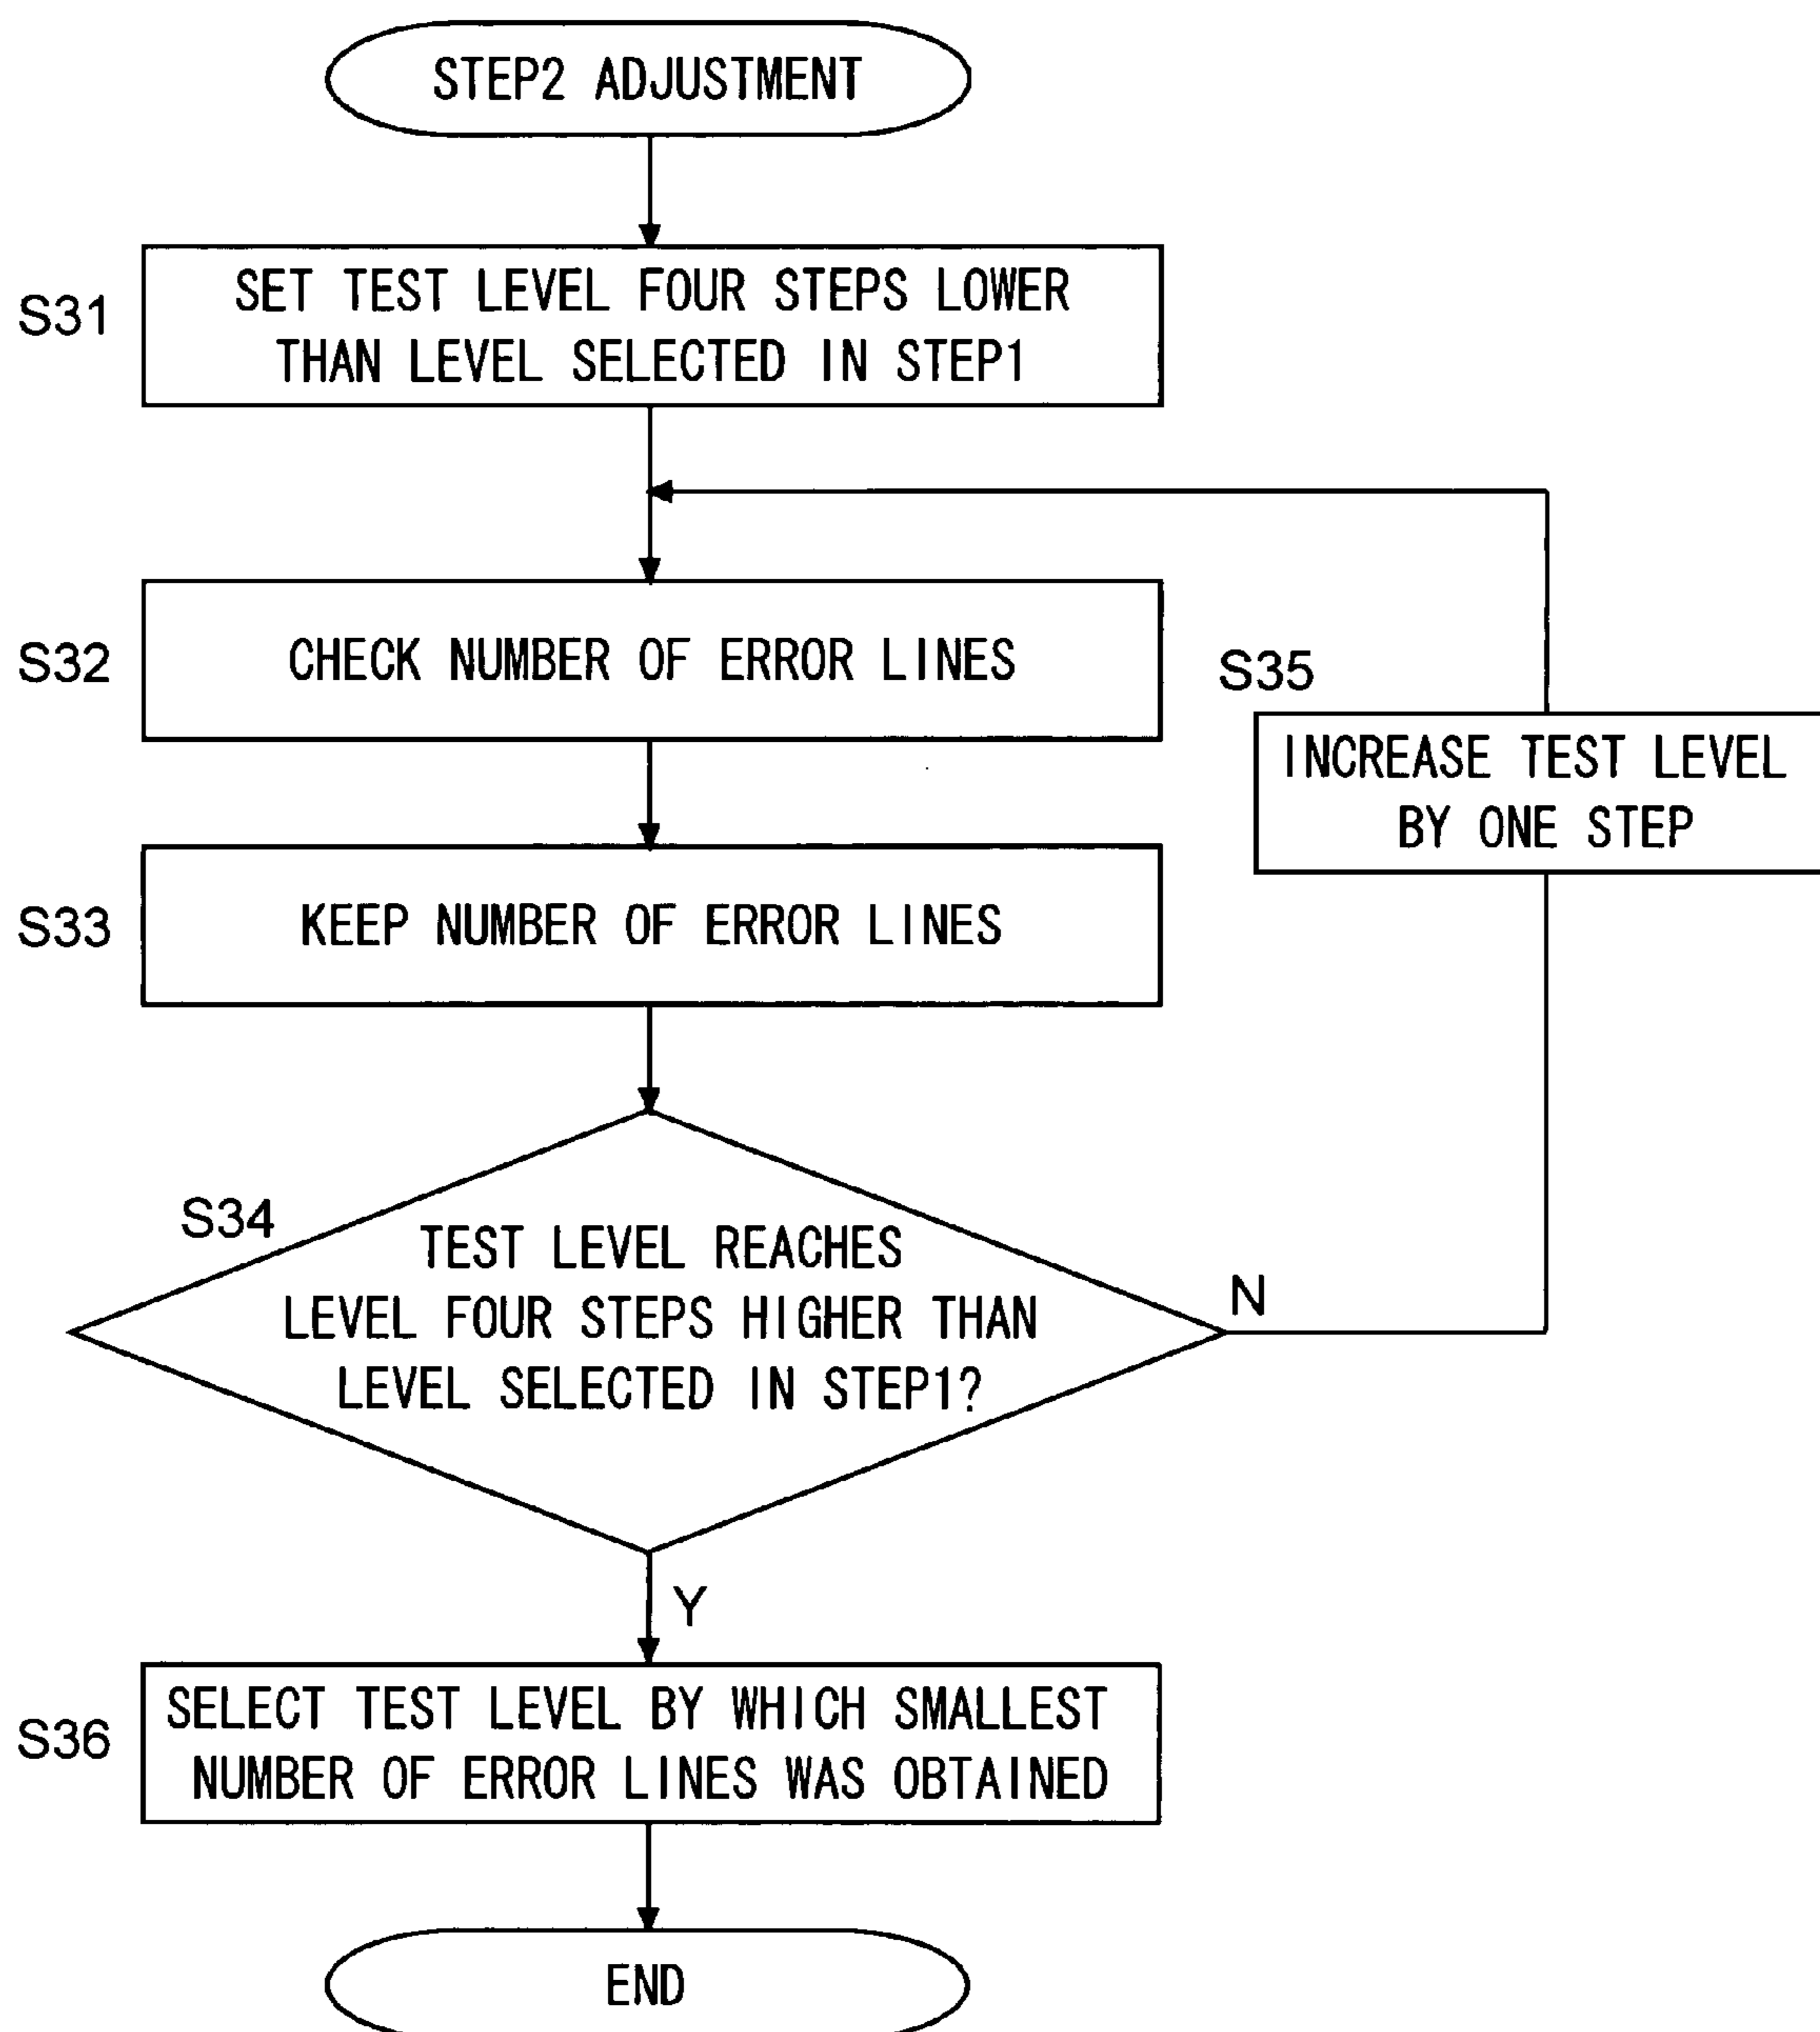 STEP2 ADJUSTMENT
S31
SET TEST LEVEL FOUR STEPS LOWER
THAN LEVEL SELECTED IN STEP1
S32
CHECK NUMBER OF ERROR LINES
S35
INCREASE TEST LEVEL
BY ONE STEP
S33
KEEP NUMBER OF ERROR LINES
S34
TEST LEVEL REACHES
LEVEL FOUR STEPS HIGHER THAN
LEVEL SELECTED IN STEP1?
N
Y
S36
SELECT TEST LEVEL BY WHICH SMALLEST
NUMBER OF ERROR LINES WAS OBTAINED
END